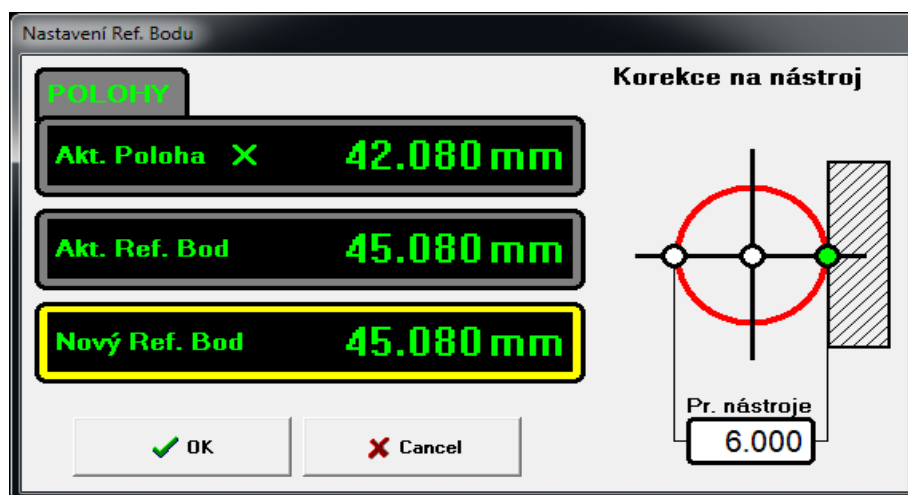 Nastavení Ref. Bodu
POLOHY
Korekce na nástroj
Akt. Poloha X 42.080 mm
Akt. Ref. Bod 45.080 mm
Nový Ref. Bod 45.080 mm
Pr. nástroje
6.000
OK
Cancel